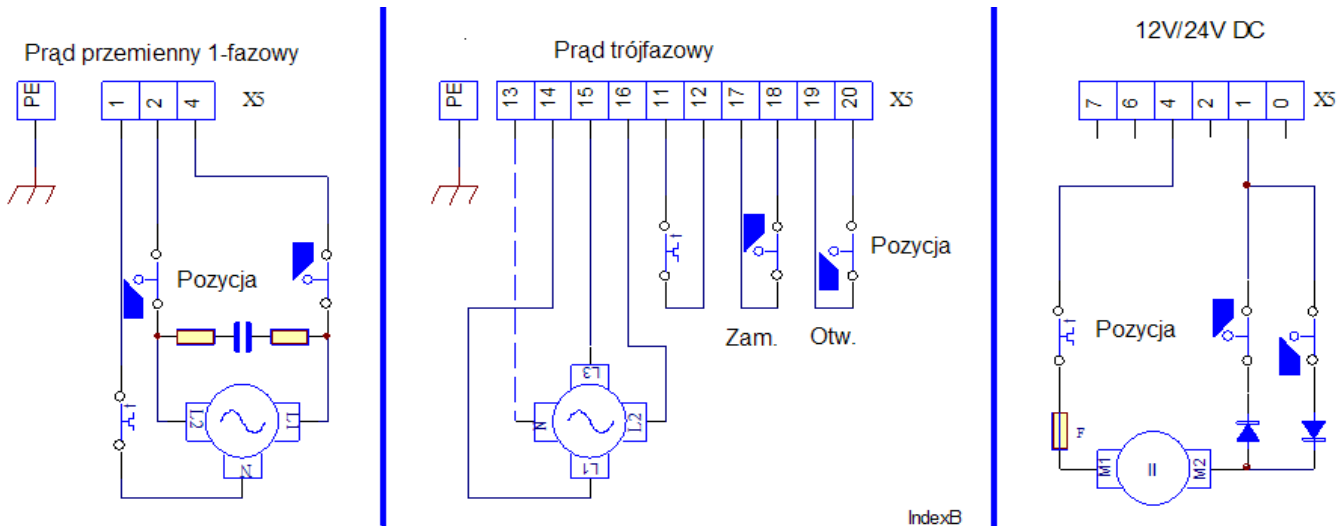 Prąd przemienny 1-fazowy
PE
1 2 4 X5
Pozycja
L2 L1
N
Prąd trójfazowy
PE
13 14 15 16 11 12 17 18 19 20 X5
Pozycja
Zam. Otw.
L3
N L2
L1
IndexB
12V/24V DC
7 6 4 2 1 0 X5
Pozycja
F
M1 II M2